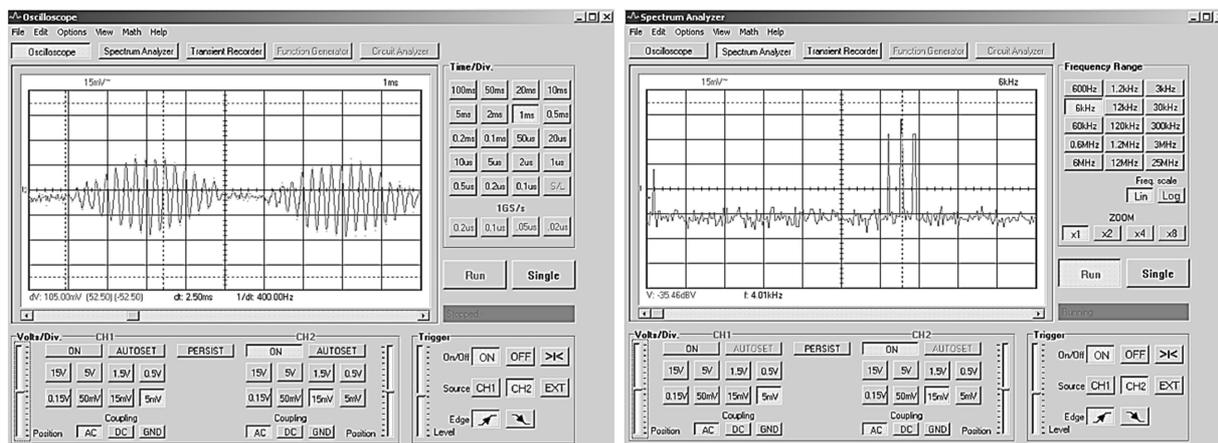 Oscilloscope
File Edit Options View Math Help
Oscilloscope Spectrum Analyzer Transient Recorder Function Generator Circuit Analyzer
15mV~ 1ms
Time/Div.
100ms 50ms 20ms 10ms
5ms 2ms 1ms 0.5ms
0.2ms 0.1ms 50us 20us
10us 5us 2us 1us
0.5us 0.2us 0.1us S/L
1GS/s
0.2us 0.1us .05us .02us
Run Single
dV: 105.00mV (52.50) (-52.50) dt: 2.50ms 1/dt: 400.00Hz
Stopped
Volts/Div. CH1 CH2
ON AUTOSET PERSIST ON AUTOSET
15V 5V 1.5V 0.5V 15V 5V 1.5V 0.5V
0.15V 50mV 15mV 5mV 0.15V 50mV 15mV 5mV
Coupling Coupling
Position AC DC GND AC DC GND Position
Trigger
On/Off ON OFF >|<
Source CH1 CH2 EXT
Edge
Level
Spectrum Analyzer
File Edit Options View Math Help
Oscilloscope Spectrum Analyzer Transient Recorder Function Generator Circuit Analyzer
15mV~ 6kHz
Frequency Range
600Hz 1.2kHz 3kHz
6kHz 12kHz 30kHz
60kHz 120kHz 300kHz
0.6MHz 1.2MHz 3MHz
6MHz 12MHz 25MHz
Freq. scale
Lin Log
ZOOM
x1 x2 x4 x8
Run Single
V: -35.46dBV f: 4.01kHz
Running
Volts/Div. CH1 CH2
ON AUTOSET PERSIST ON AUTOSET
15V 5V 1.5V 0.5V 15V 5V 1.5V 0.5V
0.15V 50mV 15mV 5mV 0.15V 50mV 15mV 5mV
Coupling Coupling
Position AC DC GND AC DC GND Position
Trigger
On/Off ON OFF >|<
Source CH1 CH2 EXT
Edge
Level